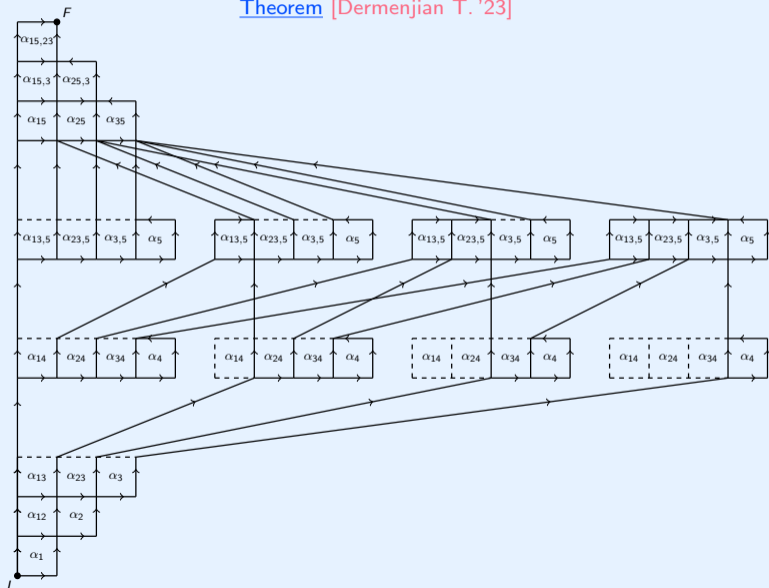 Theorem [Dermenjian T. '23]
F
α15,23
α15,3 α25,3
α15 α25 α35
α13,5 α23,5 α3,5 α5 α13,5 α23,5 α3,5 α5 α13,5 α23,5 α3,5 α5 α13,5 α23,5 α3,5 α5
α14 α24 α34 α4 α14 α24 α34 α4 α14 α24 α34 α4 α14 α24 α34 α4
α13 α23 α3
α12 α2
α1